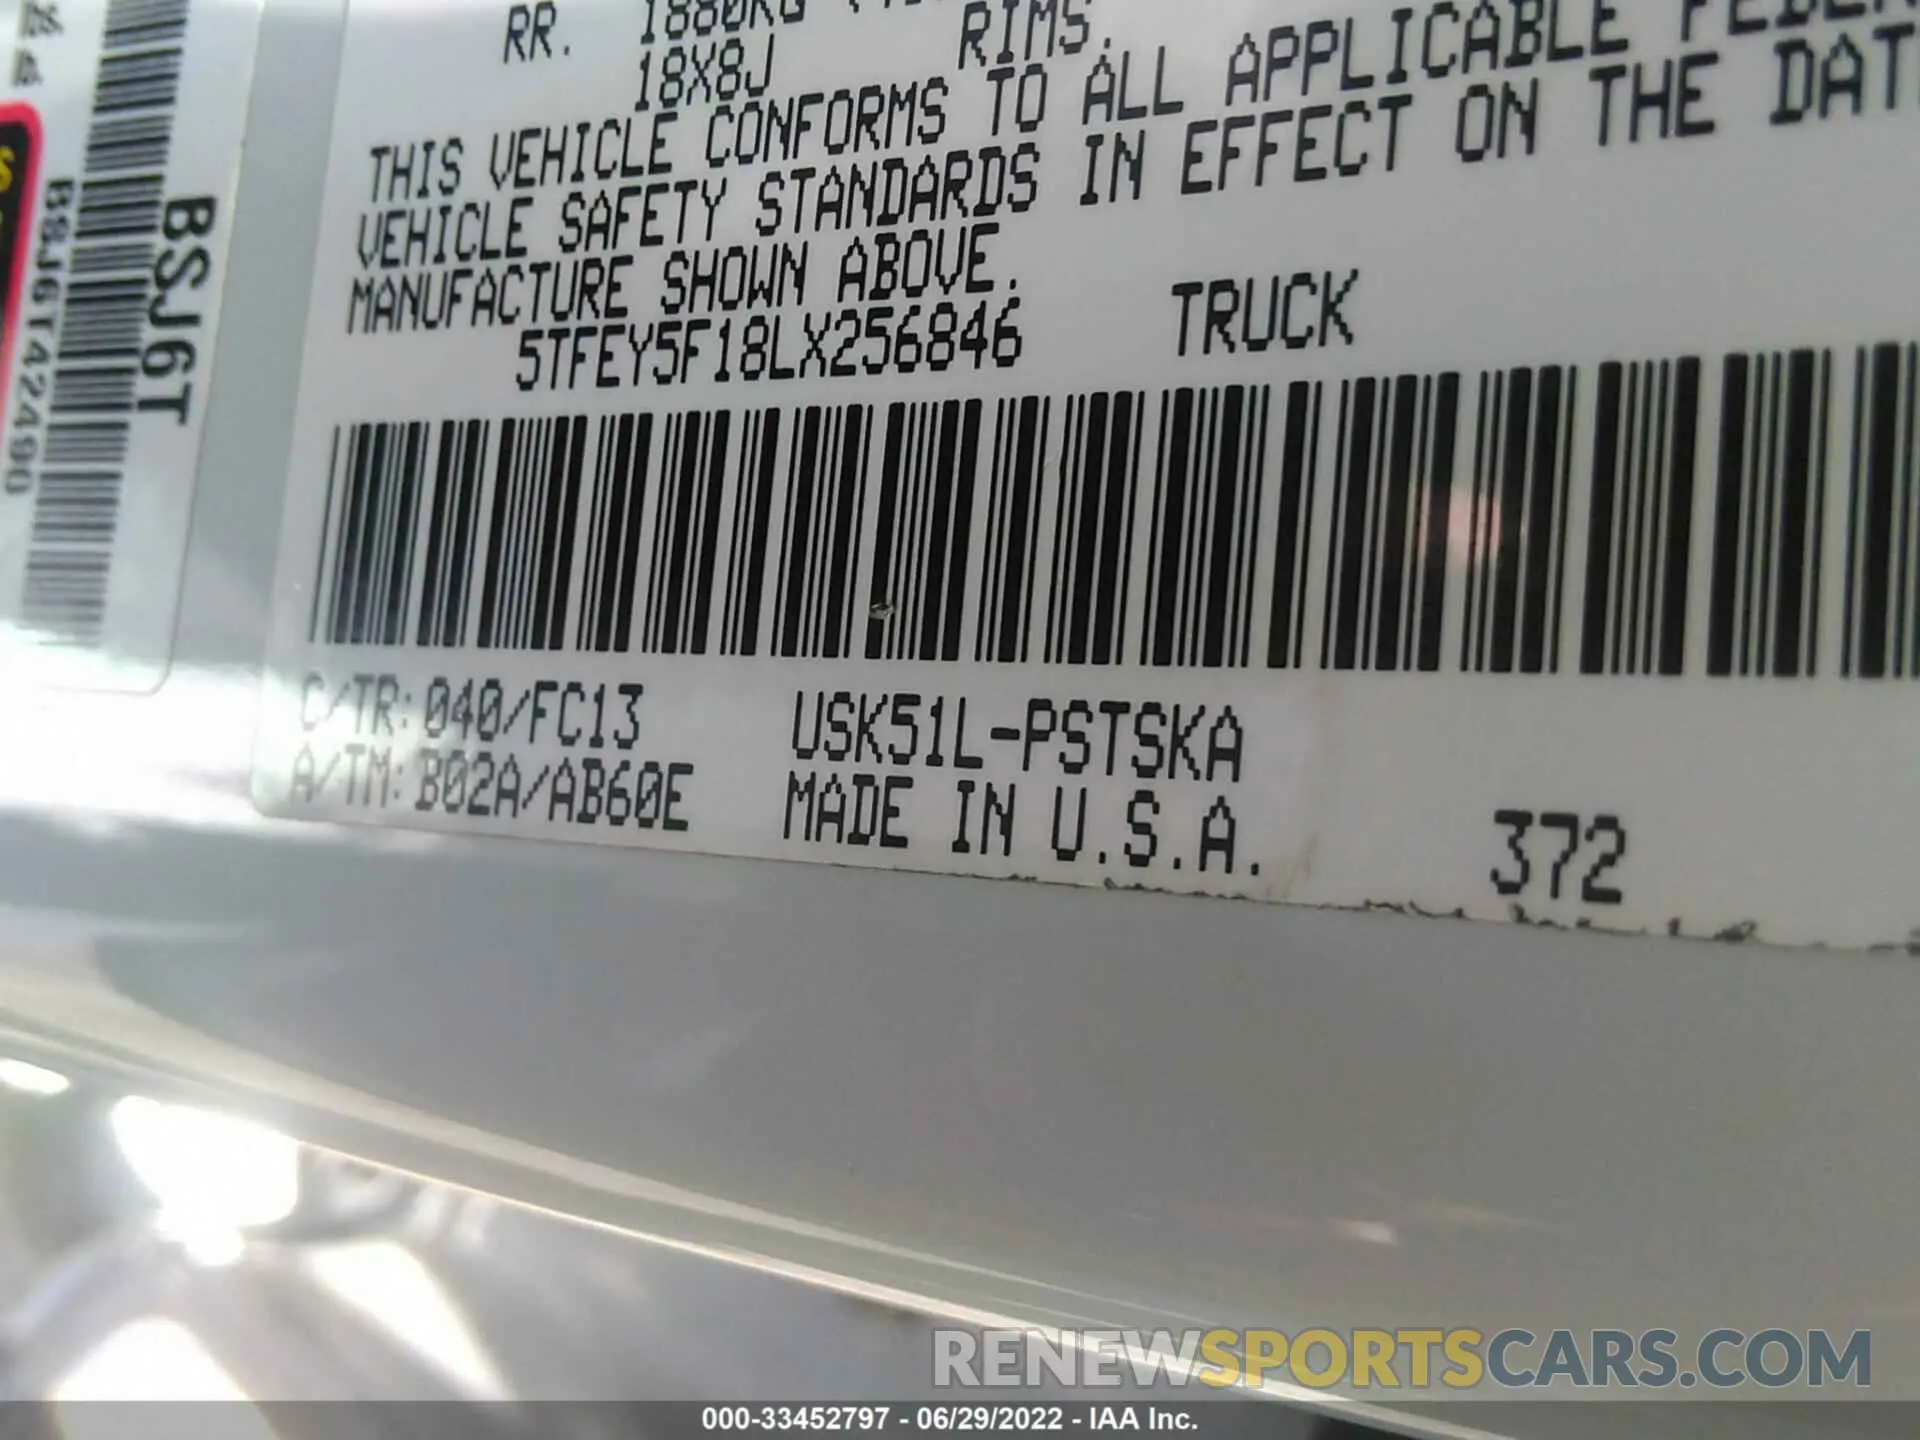 RR. 1880KG
18X8J RIMS.
THIS VEHICLE CONFORMS TO ALL APPLICABLE
VEHICLE SAFETY STANDARDS IN EFFECT ON THE
MANUFACTURE SHOWN ABOVE.
5TFEY5F18LX256846 TRUCK
C/TR: 040/FC13 USK51L-PSTSKA
A/TM: B02A/AB60E MADE IN U.S.A. 372
BSJ6T
BSJ6T42490
RENEWSPORTSCARS.COM
000-33452797 - 06/29/2022 - IAA Inc.